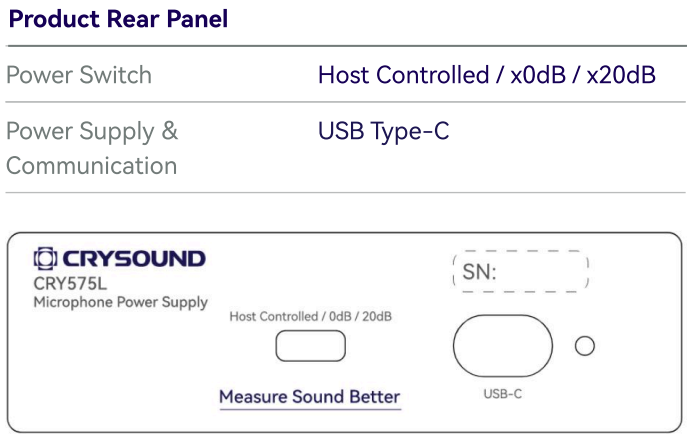 Product Rear Panel
Power Switch Host Controlled / x0dB / x20dB
Power Supply & USB Type-C
Communication
CRYSOUND
CRY575L
Microphone Power Supply
SN:
Host Controlled / 0dB / 20dB
Measure Sound Better
USB-C